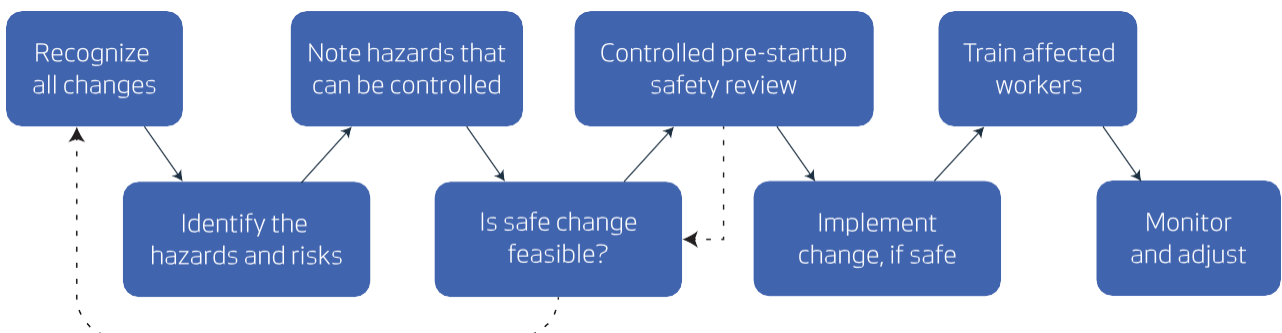 Recognize
all changes
Identify the
hazards and risks
Note hazards that
can be controlled
Is safe change
feasible?
Controlled pre-startup
safety review
Implement
change, if safe
Train affected
workers
Monitor
and adjust